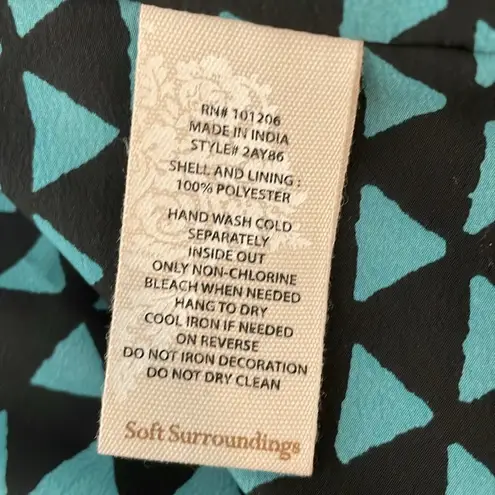 RN# 101206
MADE IN INDIA
STYLE# 2AY86
SHELL AND LINING :
100% POLYESTER
HAND WASH COLD
SEPARATELY
INSIDE OUT
ONLY NON-CHLORINE
BLEACH WHEN NEEDED
HANG TO DRY
COOL IRON IF NEEDED
ON REVERSE
DO NOT IRON DECORATION
DO NOT DRY CLEAN
Soft Surroundings